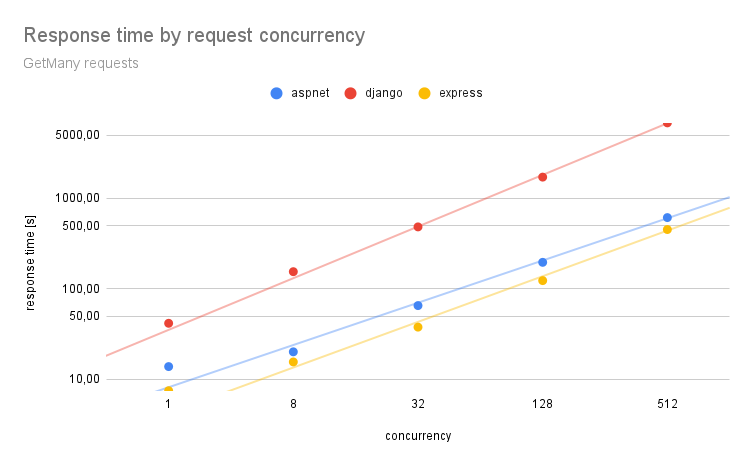 Response time by request concurrency
GetMany requests
aspnet django express
5000,00
1000,00
500,00
100,00
50,00
10,00
response time [s]
1 8 32 128 512
concurrency